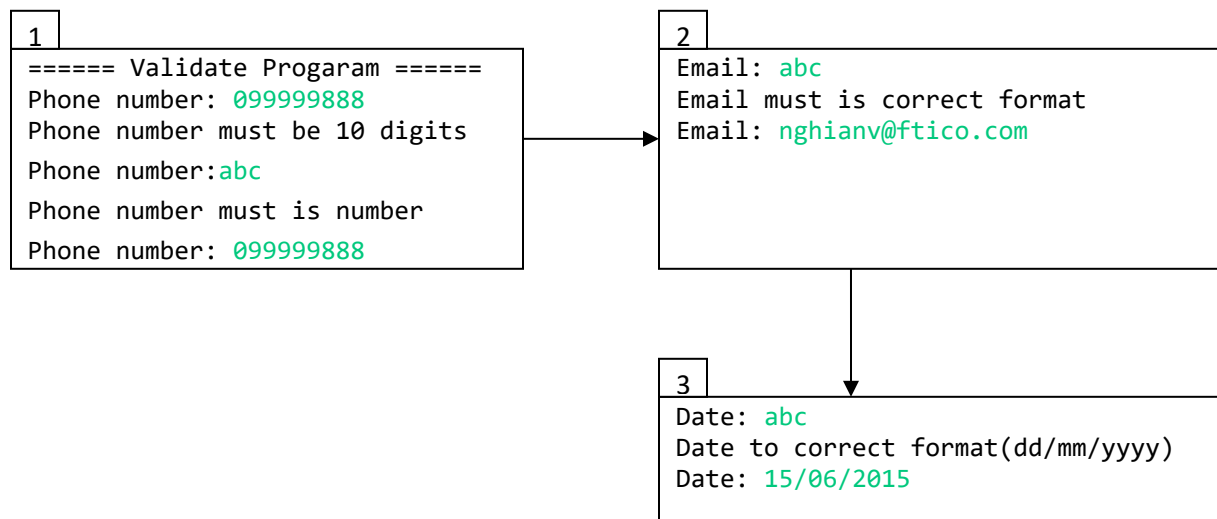 1
====== Validate Progaram ======
Phone number: 099999888
Phone number must be 10 digits
Phone number:abc
Phone number must is number
Phone number: 099999888
2
Email: abc
Email must is correct format
Email: nghianv@ftico.com
3
Date: abc
Date to correct format(dd/mm/yyyy)
Date: 15/06/2015